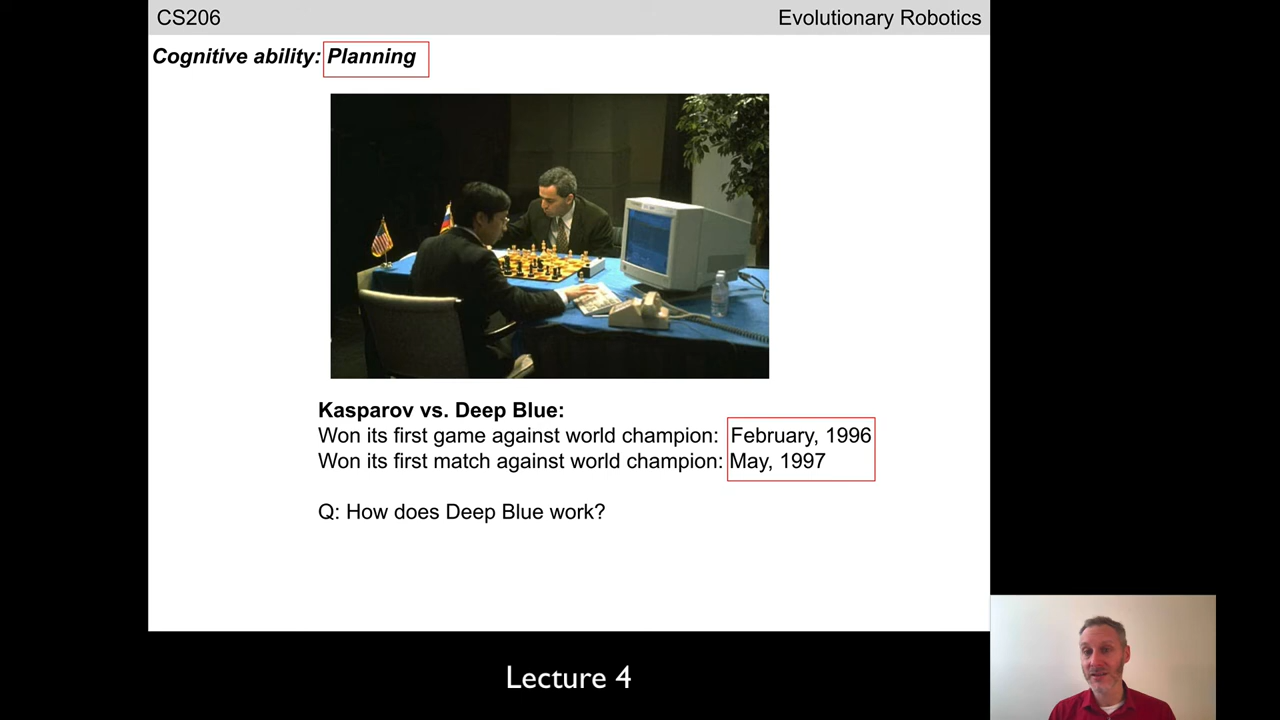 CS206
Evolutionary Robotics
Cognitive ability: Planning
Kasparov vs. Deep Blue:
Won its first game against world champion: February, 1996
Won its first match against world champion: May, 1997
Q: How does Deep Blue work?
Lecture 4